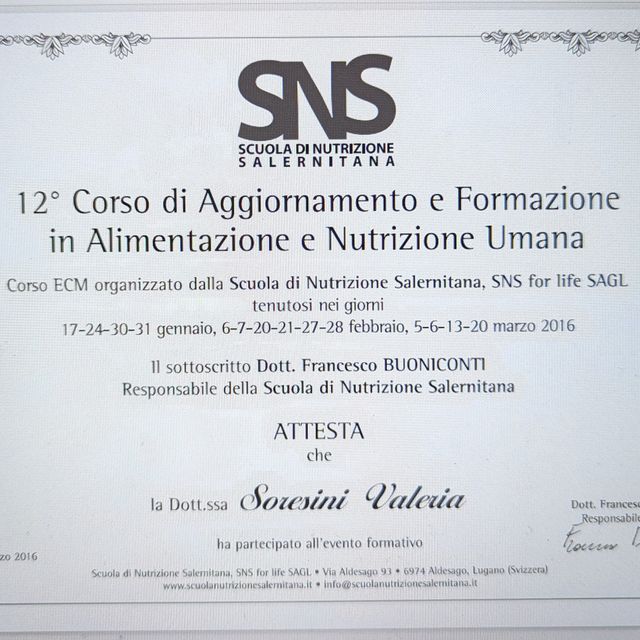 SNS
SCUOLA DI NUTRIZIONE
SALERNITANA
12° Corso di Aggiornamento e Formazione
in Alimentazione e Nutrizione Umana
Corso ECM organizzato dalla Scuola di Nutrizione Salernitana, SNS for life SAGL
tenutosi nei giorni
17-24-30-31 gennaio, 6-7-20-21-27-28 febbraio, 5-6-13-20 marzo 2016
Il sottoscritto Dott. Francesco BUONICONTI
Responsabile della Scuola di Nutrizione Salernitana
ATTESTA
che
la Dott.ssa Soresini Valeria
Dott. Francesc
Responsabile
ha partecipato all'evento formativo
zo 2016
Scuola di Nutrizione Salernitana, SNS for life SAGL • Via Aldesago 93 • 6974 Aldesago, Lugano (Svizzera)
www.scuolanutrizionesalernitana.it • info@scuolanutrizionesalernitana.it